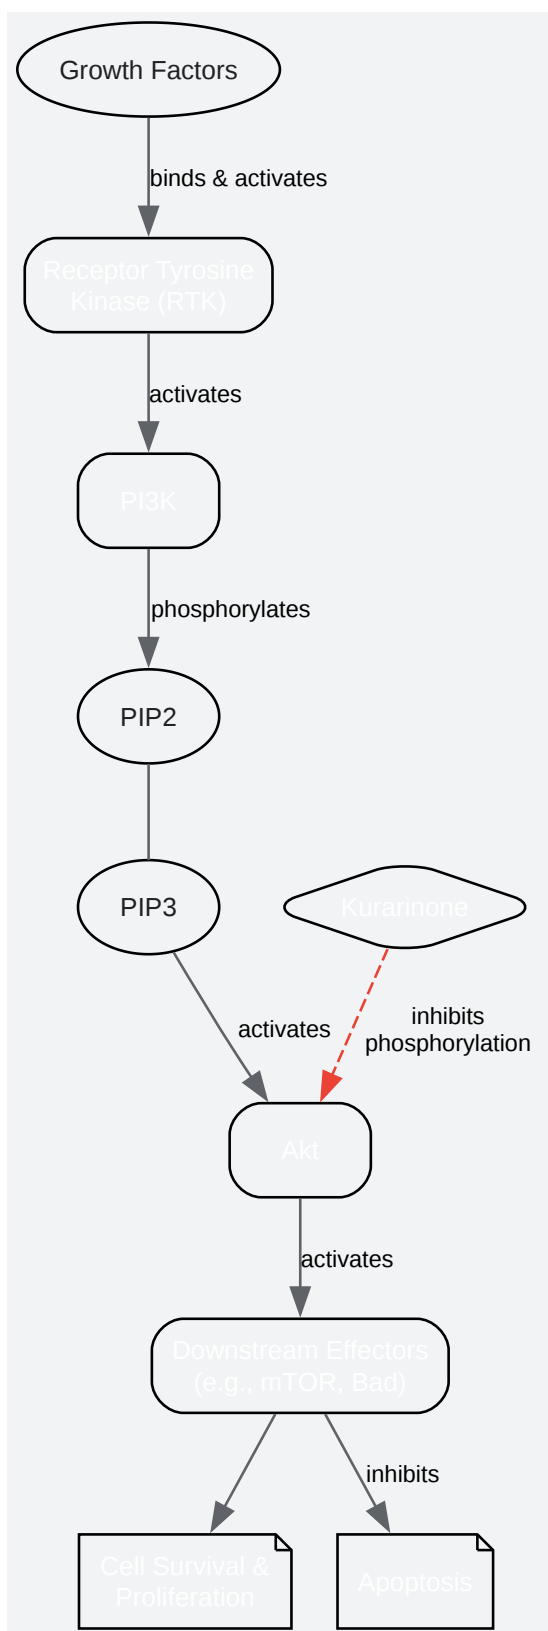 Growth Factors
binds & activates
Receptor Tyrosine
Kinase (RTK)
activates
PI3K
phosphorylates
PIP2
PIP3
Kurarinone
activates
inhibits
phosphorylation
Akt
activates
Downstream Effectors
(e.g., mTOR, Bad)
inhibits
Cell Survival &
Proliferation
Apoptosis